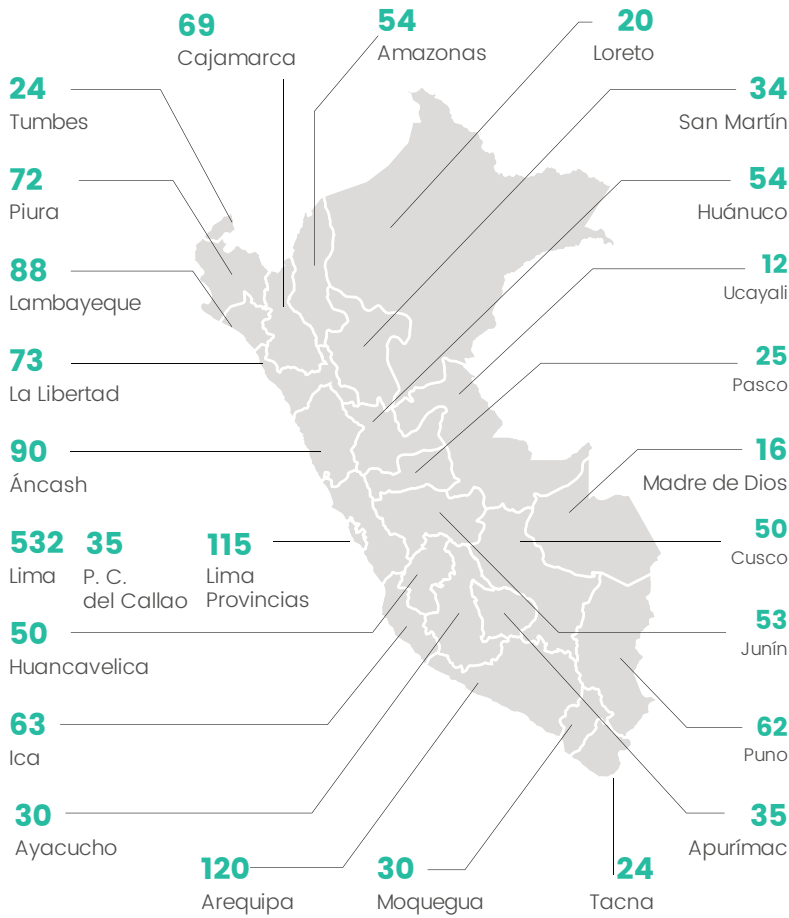 69
Cajamarca
54
Amazonas
20
Loreto
24
Tumbes
34
San Martín
72
Piura
54
Huánuco
88
Lambayeque
12
Ucayali
73
La Libertad
25
Pasco
90
Áncash
16
Madre de Dios
532
Lima
35
P. C.
del Callao
115
Lima
Provincias
50
Cusco
50
Huancavelica
53
Junín
63
Ica
62
Puno
30
Ayacucho
35
Apurímac
120
Arequipa
30
Moquegua
24
Tacna